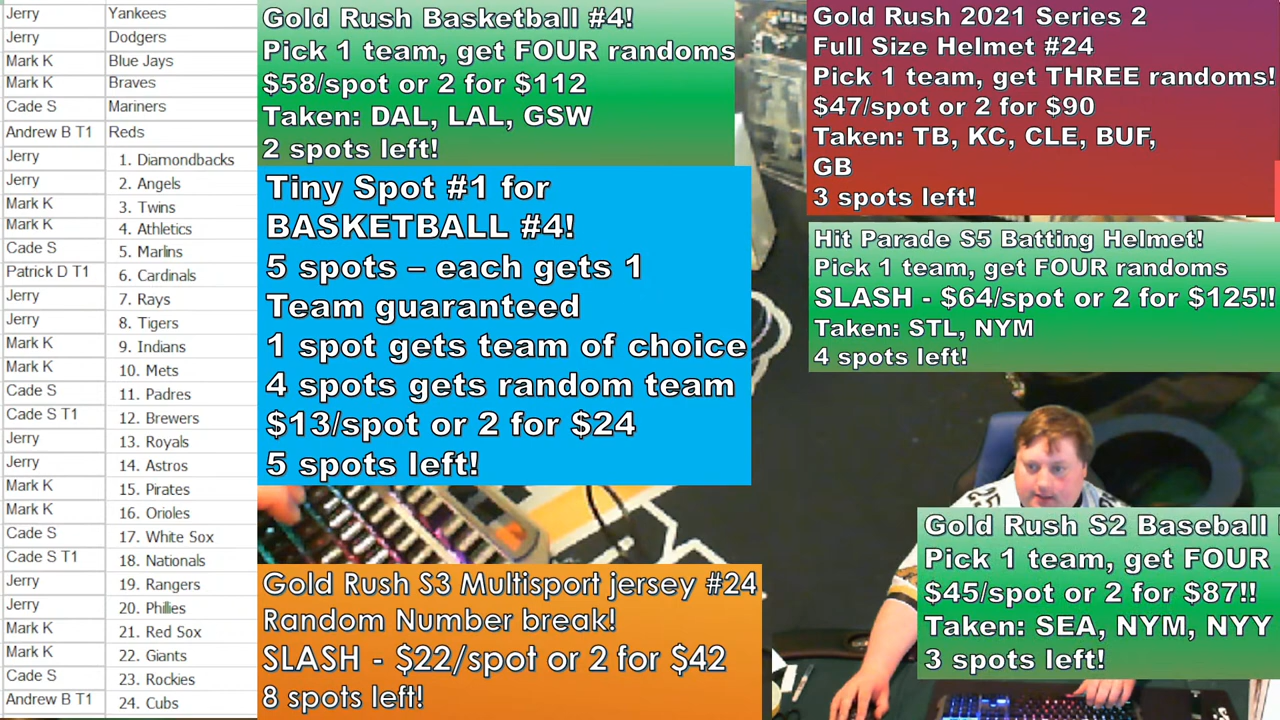 Jerry Yankees
Jerry Dodgers
Mark K Blue Jays
Mark K Braves
Cade S Mariners
Andrew B T1 Reds
Jerry 1. Diamondbacks
Jerry 2. Angels
Mark K 3. Twins
Mark K 4. Athletics
Cade S 5. Marlins
Patrick D T1 6. Cardinals
Jerry 7. Rays
Jerry 8. Tigers
Mark K 9. Indians
Mark K 10. Mets
Cade S 11. Padres
Cade S T1 12. Brewers
Jerry 13. Royals
Jerry 14. Astros
Mark K 15. Pirates
Mark K 16. Orioles
Cade S 17. White Sox
Cade S T1 18. Nationals
Jerry 19. Rangers
Jerry 20. Phillies
Mark K 21. Red Sox
Mark K 22. Giants
Cade S 23. Rockies
Andrew B T1 24. Cubs
Gold Rush Basketball #4!
Pick 1 team, get FOUR randoms
$58/spot or 2 for $112
Taken: DAL, LAL, GSW
2 spots left!
Tiny Spot #1 for
BASKETBALL #4!
5 spots – each gets 1
Team guaranteed
1 spot gets team of choice
4 spots gets random team
$13/spot or 2 for $24
5 spots left!
Gold Rush S3 Multisport jersey #24
Random Number break!
SLASH - $22/spot or 2 for $42
8 spots left!
Gold Rush 2021 Series 2
Full Size Helmet #24
Pick 1 team, get THREE randoms!
$47/spot or 2 for $90
Taken: TB, KC, CLE, BUF,
GB
3 spots left!
Hit Parade S5 Batting Helmet!
Pick 1 team, get FOUR randoms
SLASH - $64/spot or 2 for $125!!
Taken: STL, NYM
4 spots left!
Gold Rush S2 Baseball
Pick 1 team, get FOUR
$45/spot or 2 for $87!!
Taken: SEA, NYM, NYY
3 spots left!